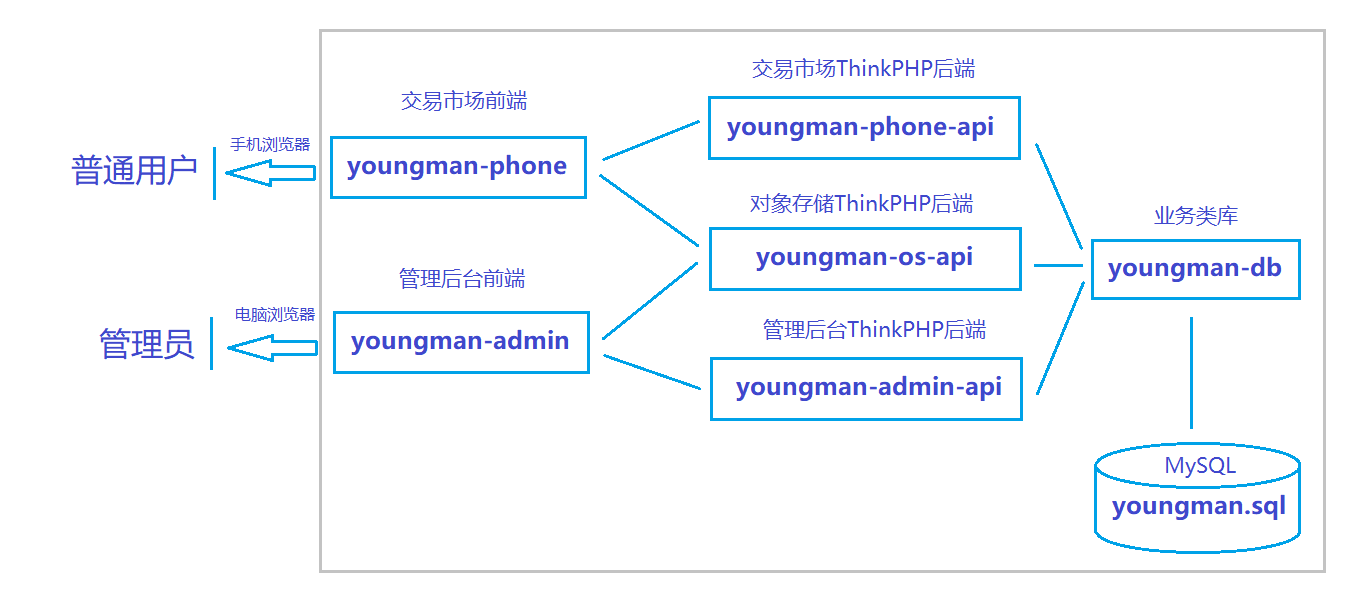 普通用户
手机浏览器
交易市场前端
youngman-phone
管理员
电脑浏览器
管理后台前端
youngman-admin
交易市场ThinkPHP后端
youngman-phone-api
对象存储ThinkPHP后端
youngman-os-api
管理后台ThinkPHP后端
youngman-admin-api
业务类库
youngman-db
MySQL
youngman.sql